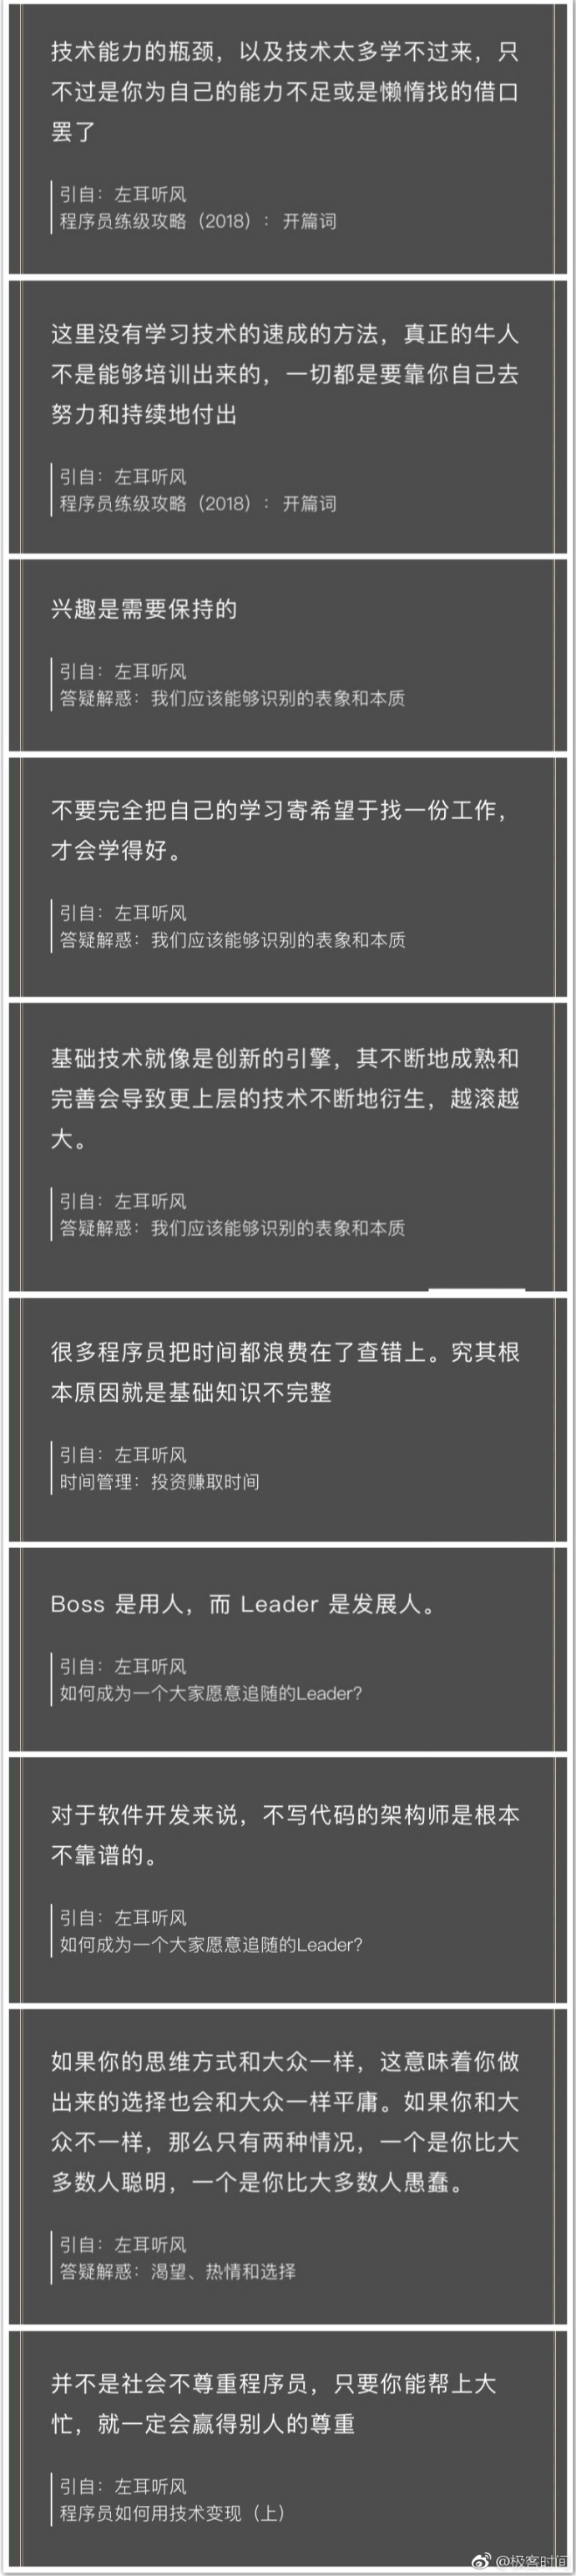 技术能力的瓶颈，以及技术太多学不过来，只
不过是你为自己的能力不足或是懒惰找的借口
罢了
引自：左耳听风
程序员练级攻略（2018）：开篇词
这里没有学习技术的速成的方法，真正的牛人
不是能够培训出来的，一切都是要靠你自己去
努力和持续地付出
引自：左耳听风
程序员练级攻略（2018）：开篇词
兴趣是需要保持的
引自：左耳听风
答疑解惑：我们应该能够识别的表象和本质
不要完全把自己的学习寄希望于找一份工作，
才会学得好。
引自：左耳听风
答疑解惑：我们应该能够识别的表象和本质
基础技术就像是创新的引擎，其不断地成熟和
完善会导致更上层的技术不断地衍生，越滚越
大。
引自：左耳听风
答疑解惑：我们应该能够识别的表象和本质
很多程序员把时间都浪费在了查错上。究其根
本原因就是基础知识不完整
引自：左耳听风
时间管理：投资赚取时间
Boss 是用人，而 Leader 是发展人。
引自：左耳听风
如何成为一个大家愿意追随的Leader?
对于软件开发来说，不写代码的架构师是根本
不靠谱的。
引自：左耳听风
如何成为一个大家愿意追随的Leader?
如果你的思维方式和大众一样，这意味着你做
出来的选择也会和大众一样平庸。如果你和大
众不一样，那么只有两种情况，一个是你比大
多数人聪明，一个是你比大多数人愚蠢。
引自：左耳听风
答疑解惑：渴望、热情和选择
并不是社会不尊重程序员，只要你能帮上大
忙，就一定会赢得别人的尊重
引自：左耳听风
程序员如何用技术变现（上）
@极客时间